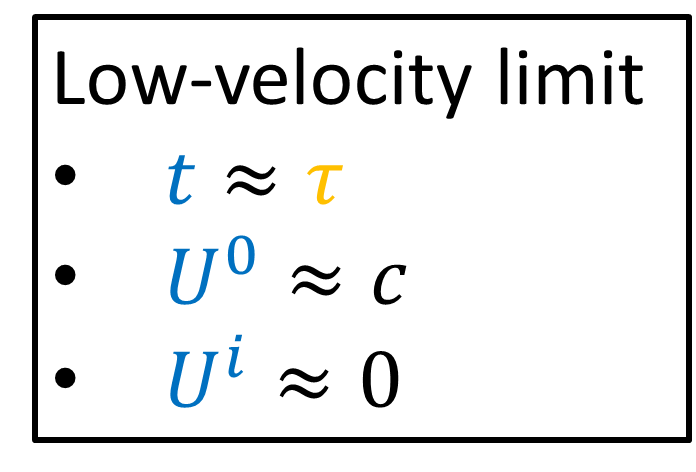 Low-velocity limit
• t ≈ τ
• U⁰ ≈ c
• Uⁱ ≈ 0